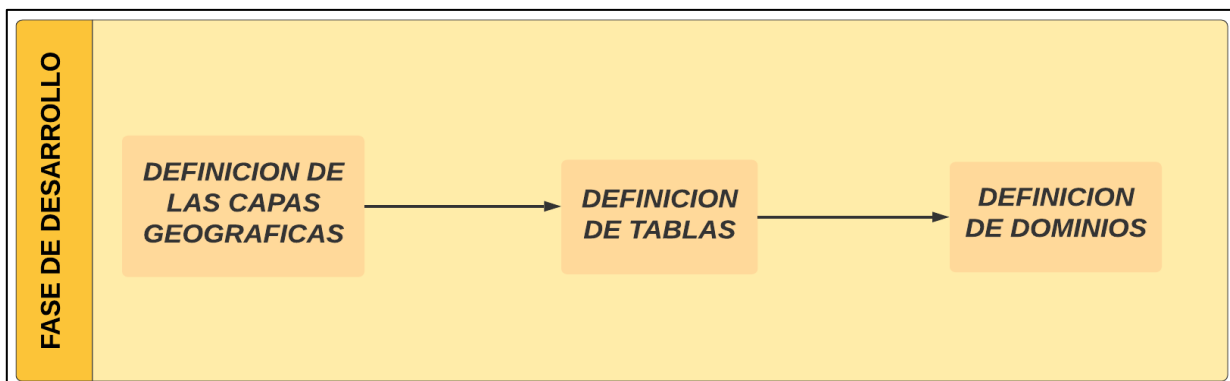 FASE DE DESARROLLO
DEFINICION DE
LAS CAPAS
GEOGRAFICAS
DEFINICION
DE TABLAS
DEFINICION
DE DOMINIOS